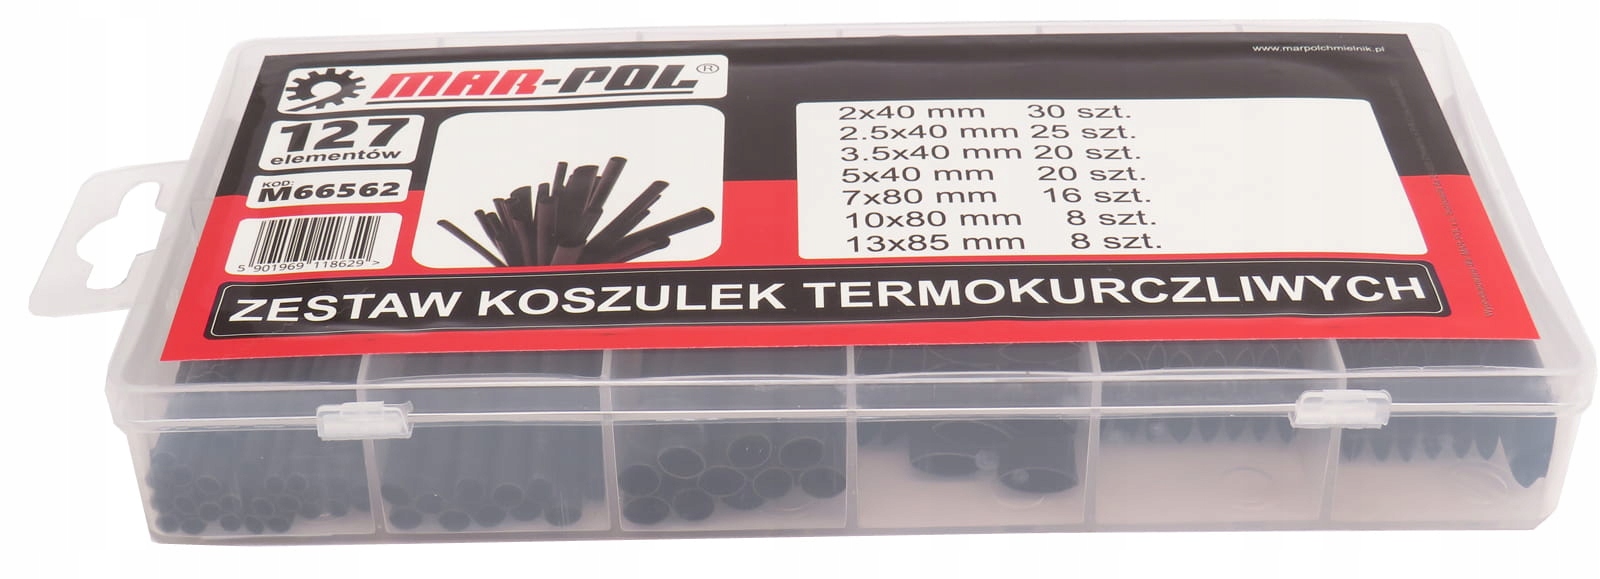 www.marpolchmielnik.pl
MAR-POL®
127
elementów
KOD:
M66562
5 901969 118629 >
2x40 mm 30 szt.
2.5x40 mm 25 szt.
3.5x40 mm 20 szt.
5x40 mm 20 szt.
7x80 mm 16 szt.
10x80 mm 8 szt.
13x85 mm 8 szt.
ZESTAW KOSZULEK TERMOKURCZLIWYCH